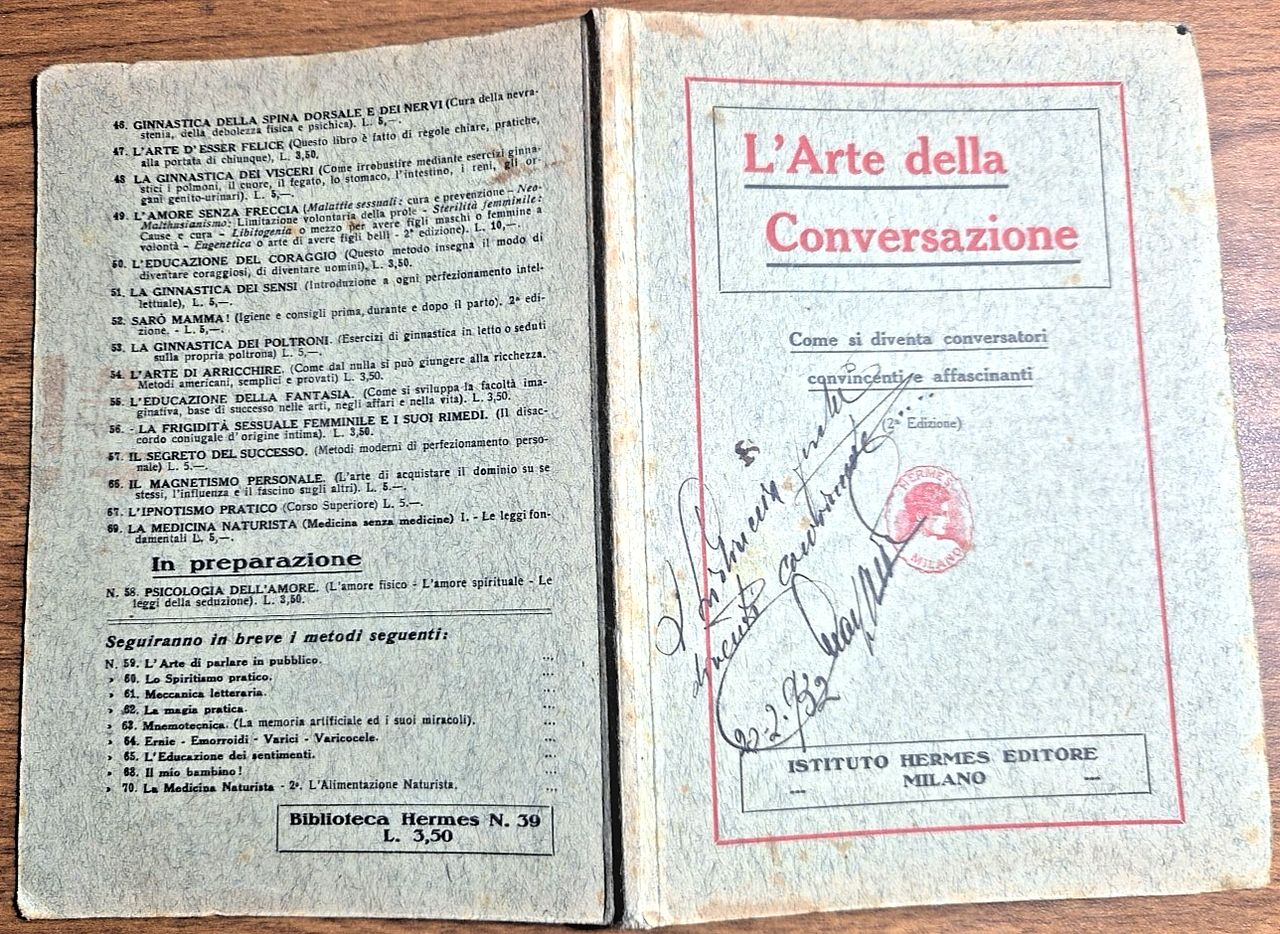 46. GINNASTICA DELLA SPINA DORSALE E DEI NERVI (Cura della nevra-
stenia, della debolezza fisica e psichica). L. 5,—.
47. L'ARTE D'ESSER FELICE (Questo libro è fatto di regole chiare, pratiche,
alla portata di chiunque), L. 3,50.
48 LA GINNASTICA DEI VISCERI (Come irrobustire mediante esercizi ginna-
stici i polmoni, il cuore, il fegato, lo stomaco, l'intestino, i reni, gli or-
gani genito-urinari). L. 5,—.
49. L'AMORE SENZA FRECCIA (Malattie sessuali: cura e prevenzione - Neo-
Malthusianismo: Limitazione volontaria della prole - Sterilità femminile:
Cause e cura - Libitogenia o mezzo per avere figli maschi o femmine a
volontà - Eugenetica o arte di avere figli belli - 2ª edizione). L. 10,—.
50. L'EDUCAZIONE DEL CORAGGIO (Questo metodo insegna il modo di
diventare coraggiosi, di diventare uomini), L. 3,50.
51. LA GINNASTICA DEI SENSI (Introduzione a ogni perfezionamento intel-
lettuale), L. 5,—.
52. SARÒ MAMMA! (Igiene e consigli prima, durante e dopo il parto). 2ª edi-
zione. - L. 5,—.
53. LA GINNASTICA DEI POLTRONI. (Esercizi di ginnastica in letto o seduti
sulla propria poltrona) L. 5,—.
54. L'ARTE DI ARRICCHIRE. (Come dal nulla si può giungere alla ricchezza.
Metodi americani, semplici e provati) L. 3,50.
55. L'EDUCAZIONE DELLA FANTASIA. (Come si sviluppa la facoltà ima-
ginativa, base di successo nelle arti, negli affari e nella vita). L. 3,50.
56. - LA FRIGIDITÀ SESSUALE FEMMINILE E I SUOI RIMEDI. (Il disac-
cordo coniugale d'origine intima). L. 3,50.
57. IL SEGRETO DEL SUCCESSO. (Metodi moderni di perfezionamento perso-
nale) L. 5.—.
66. IL MAGNETISMO PERSONALE. (L'arte di acquistare il dominio su se
stessi, l'influenza e il fascino sugli altri). L. 5.—.
67. L'IPNOTISMO PRATICO (Corso Superiore) L. 5.—.
69. LA MEDICINA NATURISTA (Medicina senza medicine) I. - Le leggi fon-
damentali L. 5,—.
In preparazione
N. 58. PSICOLOGIA DELL'AMORE. (L'amore fisico - L'amore spirituale - Le
leggi della seduzione). L. 3,50.
Seguiranno in breve i metodi seguenti:
N. 59. L'Arte di parlare in pubblico. ...
» 60. Lo Spiritismo pratico. ...
» 61. Meccanica letteraria. ...
» 62. La magia pratica. ...
» 63. Mnemotecnica. (La memoria artificiale ed i suoi miracoli). ...
» 64. Ernie - Emorroidi - Varici - Varicocele. ...
» 65. L'Educazione dei sentimenti. ...
» 68. Il mio bambino! ...
» 70. La Medicina Naturista - 2ª. L'Alimentazione Naturista. ...
Biblioteca Hermes N. 39
L. 3,50
L'Arte della
Conversazione
Come si diventa conversatori
convincenti e affascinanti
(2ª Edizione)
HERMES
MILANO
ISTITUTO HERMES EDITORE
MILANO